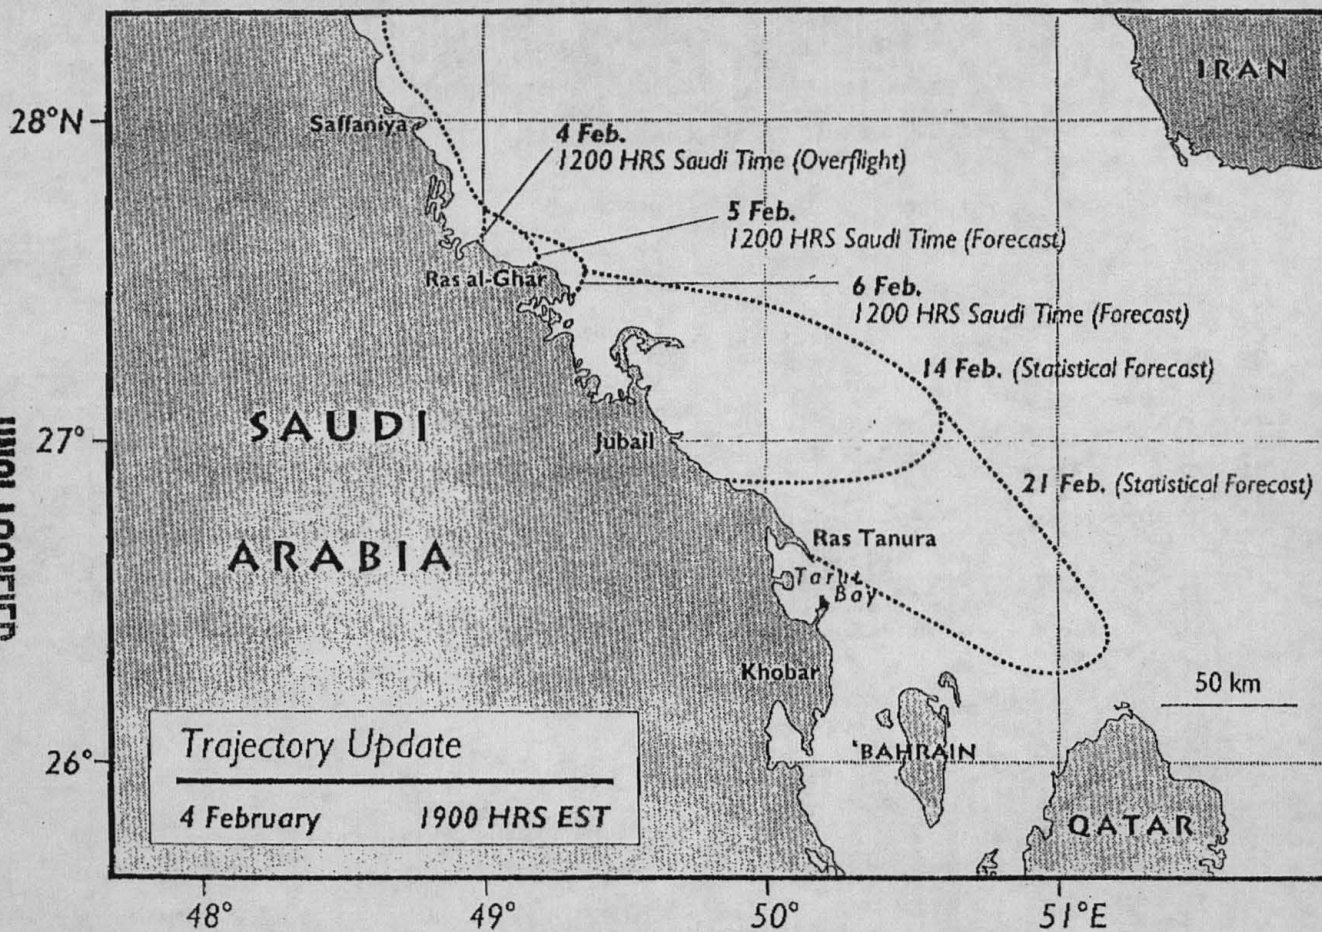 IRAN
28°N
Saffaniya
4 Feb.
1200 HRS Saudi Time (Overflight)
5 Feb.
1200 HRS Saudi Time (Forecast)
Ras al-Ghar
6 Feb.
1200 HRS Saudi Time (Forecast)
14 Feb. (Statistical Forecast)
SAUDI
ARABIA
27°
Jubail
21 Feb. (Statistical Forecast)
Ras Tanura
Tarut
Bay
Khobar
50 km
BAHRAIN
26°
QATAR
Trajectory Update
4 February 1900 HRS EST
48°
49°
50°
51°E